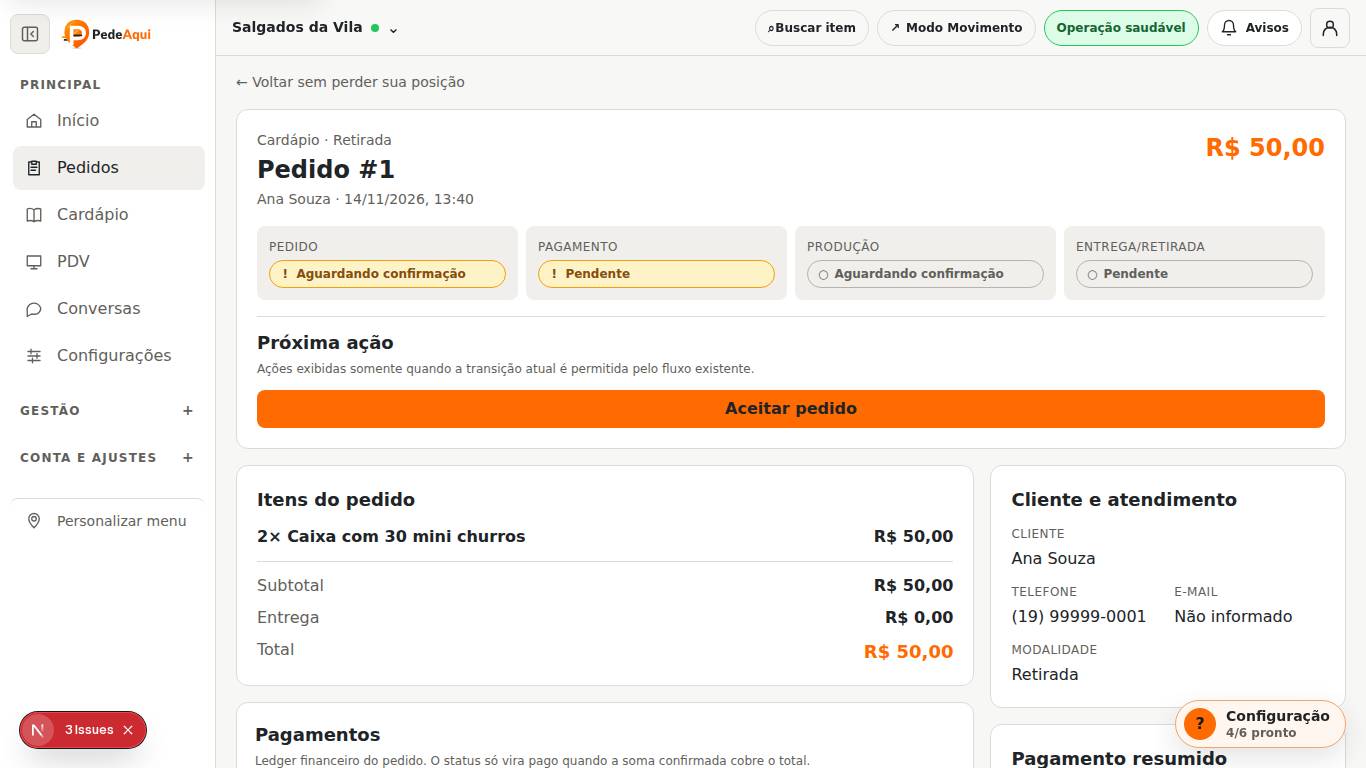 PedeAqui
PRINCIPAL
Início
Pedidos
Cardápio
PDV
Conversas
Configurações
GESTÃO +
CONTA E AJUSTES +
Personalizar menu
3 Issues
Salgados da Vila
Buscar item
↗ Modo Movimento
Operação saudável
Avisos
← Voltar sem perder sua posição
Cardápio · Retirada
Pedido #1
Ana Souza · 14/11/2026, 13:40
R$ 50,00
PEDIDO
! Aguardando confirmação
PAGAMENTO
! Pendente
PRODUÇÃO
○ Aguardando confirmação
ENTREGA/RETIRADA
○ Pendente
Próxima ação
Ações exibidas somente quando a transição atual é permitida pelo fluxo existente.
Aceitar pedido
Itens do pedido
2× Caixa com 30 mini churros R$ 50,00
Subtotal R$ 50,00
Entrega R$ 0,00
Total R$ 50,00
Pagamentos
Ledger financeiro do pedido. O status só vira pago quando a soma confirmada cobre o total.
Cliente e atendimento
CLIENTE
Ana Souza
TELEFONE E-MAIL
(19) 99999-0001 Não informado
MODALIDADE
Retirada
Pagamento resumido
? Configuração
4/6 pronto